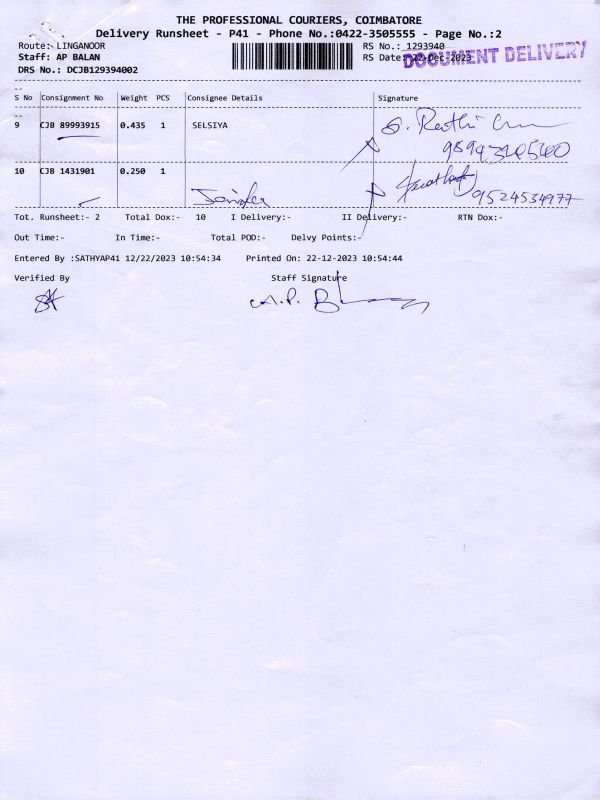 THE PROFESSIONAL COURIERS, COIMBATORE
Delivery Runsheet - P41 - Phone No.:0422-3505555 - Page No.:2
Route: LINGANOOR
RS No.: 1293940
Staff: AP BALAN
RS Date: 22-Dec-2023
DOCUMENT DELIVERY
DRS No.: DCJB129394002
S No Consignment No Weight PCS Consignee Details Signature
9 CJB 89993915 0.435 1 SELSIYA
10 CJB 1431901 0.250 1
9524534977
Tot. Runsheet:- 2 Total Dox:- 10 I Delivery:- II Delivery:- RTN Dox:-
Out Time:- In Time:- Total POD:- Delvy Points:-
Entered By :SATHYAP41 12/22/2023 10:54:34 Printed On: 22-12-2023 10:54:44
Verified By Staff Signature
A.P. B